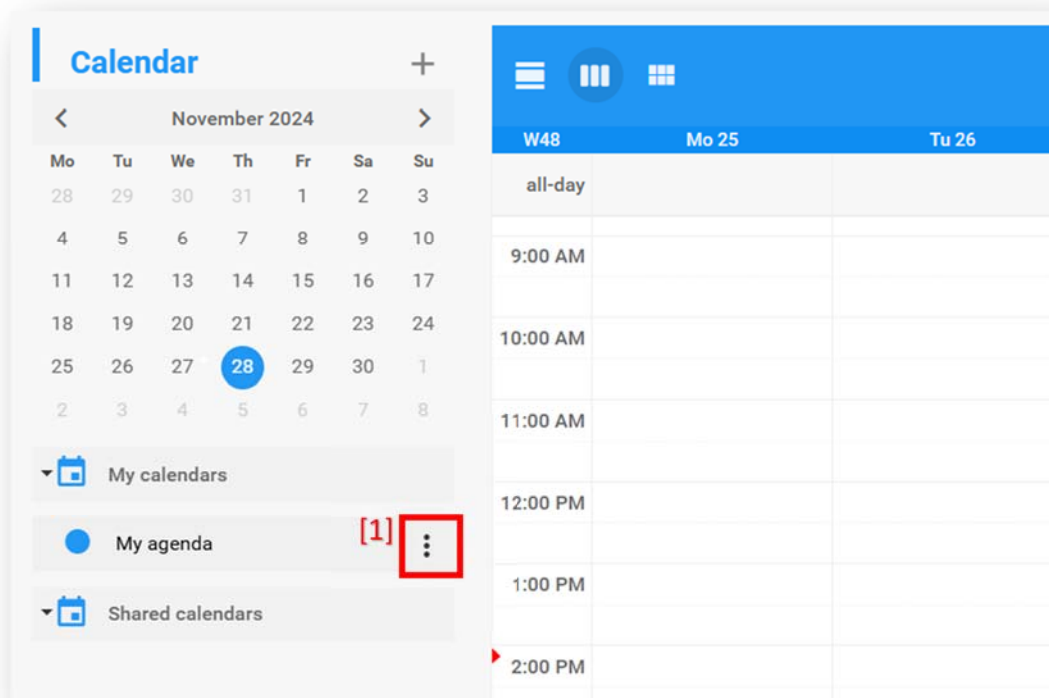 Calendar +
November 2024
Mo Tu We Th Fr Sa Su
28 29 30 31 1 2 3
4 5 6 7 8 9 10
11 12 13 14 15 16 17
18 19 20 21 22 23 24
25 26 27 28 29 30 1
2 3 4 5 6 7 8
My calendars
My agenda [1]
Shared calendars
W48 Mo 25 Tu 26
all-day
9:00 AM
10:00 AM
11:00 AM
12:00 PM
1:00 PM
2:00 PM